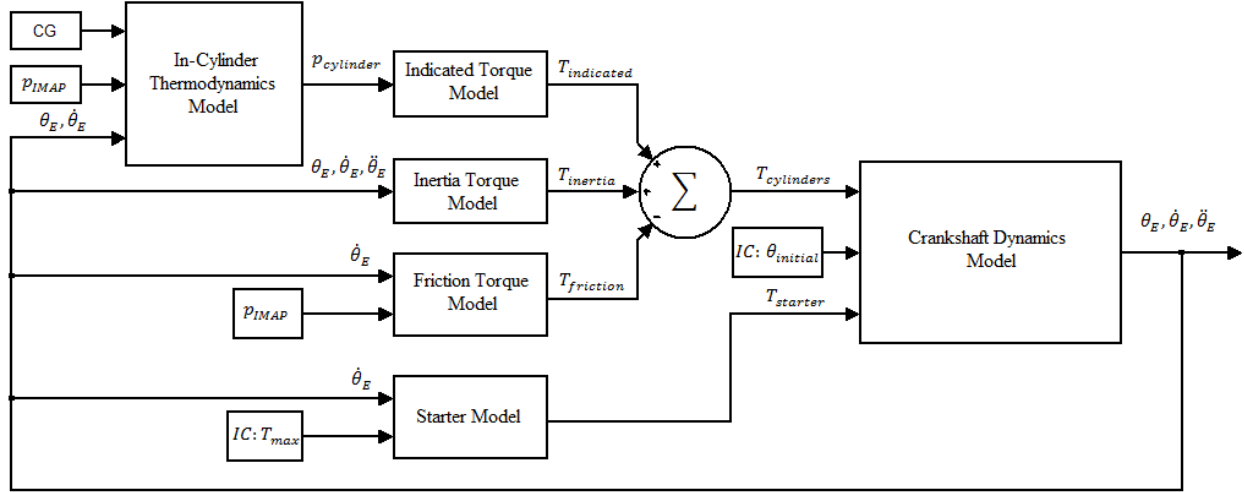 CG
p_IMAP
θ_E, θ̇_E
In-Cylinder
Thermodynamics
Model
p_cylinder
Indicated Torque
Model
T_indicated
θ_E, θ̇_E, θ̈_E
Inertia Torque
Model
T_inertia
+
+
-
∑
T_cylinders
IC: θ_initial
T_starter
Crankshaft Dynamics
Model
θ_E, θ̇_E, θ̈_E
θ̇_E
p_IMAP
Friction Torque
Model
T_friction
θ̇_E
IC: T_max
Starter Model